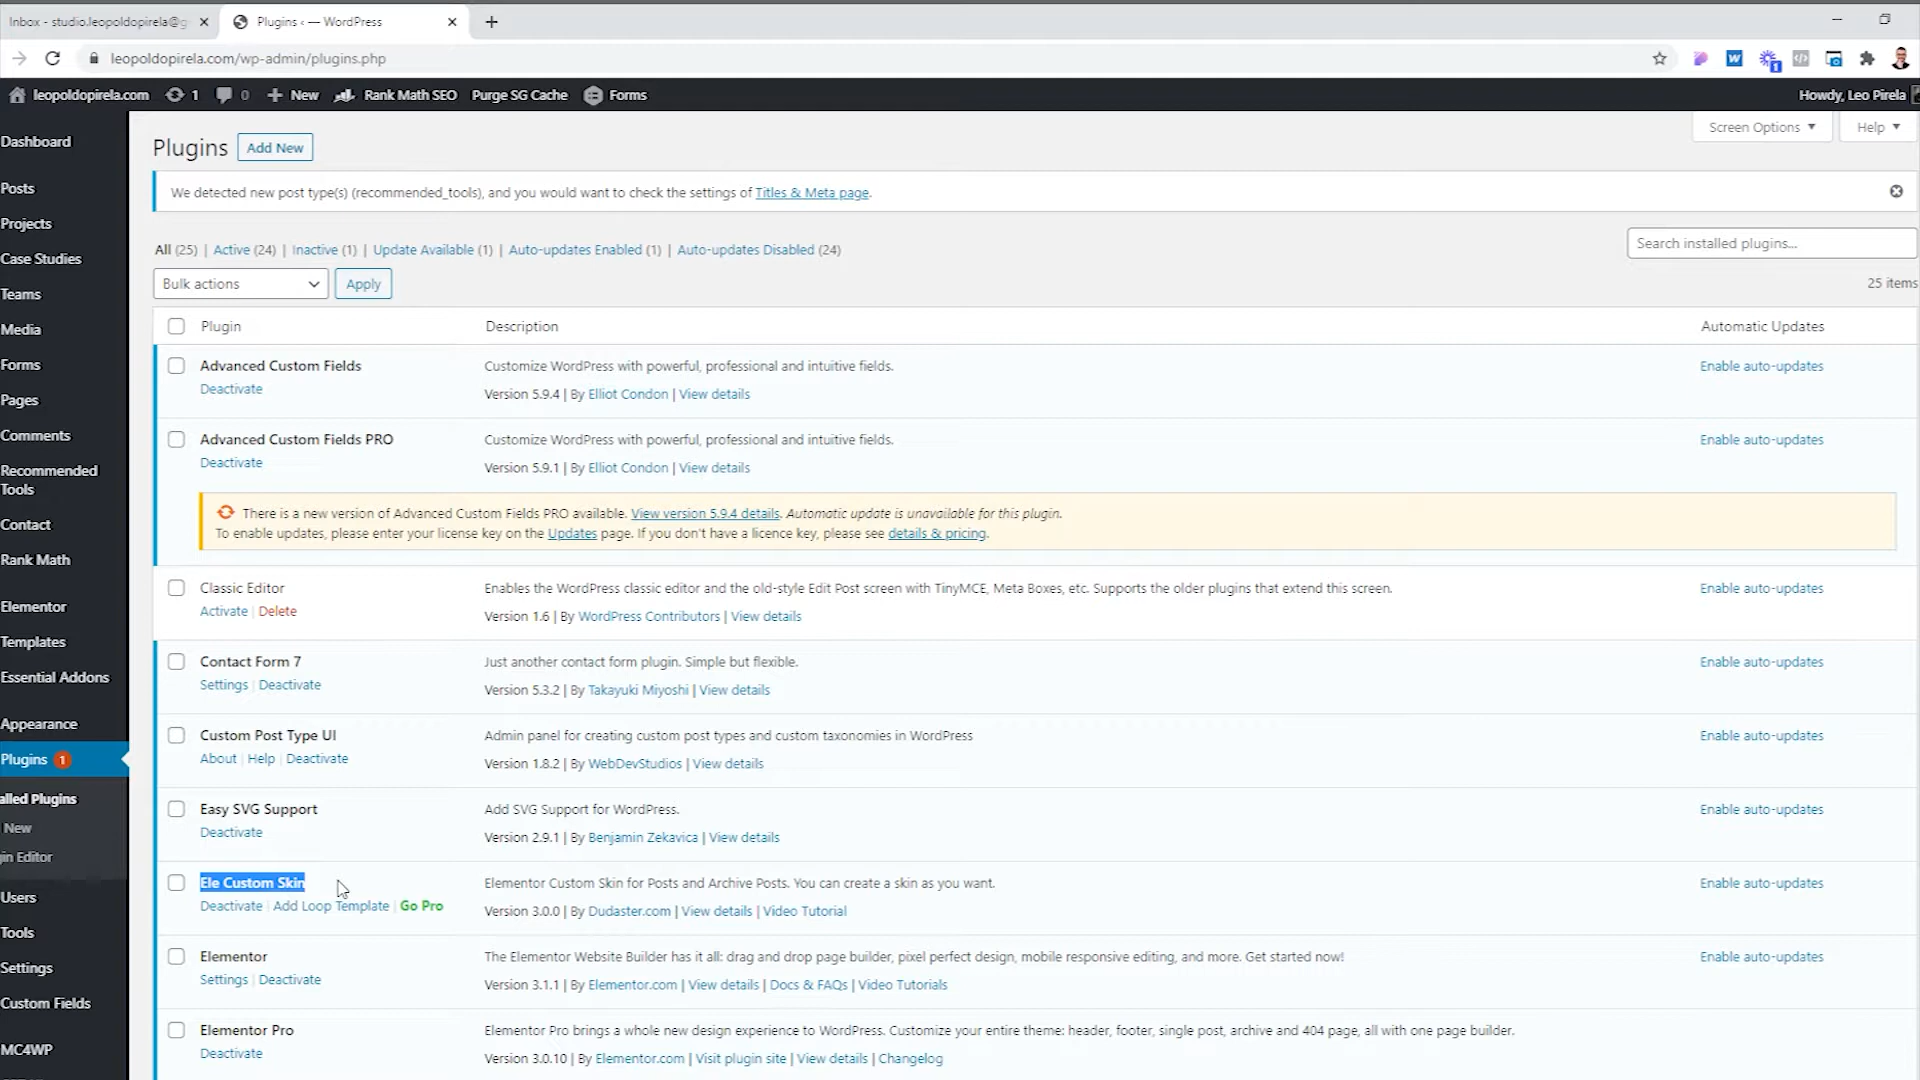 Inbox - studio.leopoldopirela@g
Plugins ‹ — WordPress
leopoldopirela.com/wp-admin/plugins.php
leopoldopirela.com 1 0 New Rank Math SEO Purge SG Cache Forms
Howdy, Leo Pirela
Screen Options Help
Dashboard
Posts
Projects
Case Studies
Teams
Media
Forms
Pages
Comments
Recommended
Tools
Contact
Rank Math
Elementor
Templates
Essential Addons
Appearance
Plugins 1
alled Plugins
New
gin Editor
Users
Tools
Settings
Custom Fields
MC4WP
Plugins Add New
We detected new post type(s) (recommended_tools), and you would want to check the settings of Titles & Meta page.
All (25) | Active (24) | Inactive (1) | Update Available (1) | Auto-updates Enabled (1) | Auto-updates Disabled (24)
Search installed plugins...
Bulk actions Apply
25 items
Plugin Description Automatic Updates
Advanced Custom Fields Customize WordPress with powerful, professional and intuitive fields. Enable auto-updates
Deactivate
Version 5.9.4 | By Elliot Condon | View details
Advanced Custom Fields PRO Customize WordPress with powerful, professional and intuitive fields. Enable auto-updates
Deactivate
Version 5.9.1 | By Elliot Condon | View details
There is a new version of Advanced Custom Fields PRO available. View version 5.9.4 details. Automatic update is unavailable for this plugin.
To enable updates, please enter your license key on the Updates page. If you don't have a licence key, please see details & pricing.
Classic Editor Enables the WordPress classic editor and the old-style Edit Post screen with TinyMCE, Meta Boxes, etc. Supports the older plugins that extend this screen. Enable auto-updates
Activate | Delete
Version 1.6 | By WordPress Contributors | View details
Contact Form 7 Just another contact form plugin. Simple but flexible. Enable auto-updates
Settings | Deactivate
Version 5.3.2 | By Takayuki Miyoshi | View details
Custom Post Type UI Admin panel for creating custom post types and custom taxonomies in WordPress Enable auto-updates
About | Help | Deactivate
Version 1.8.2 | By WebDevStudios | View details
Easy SVG Support Add SVG Support for WordPress. Enable auto-updates
Deactivate
Version 2.9.1 | By Benjamin Zekavica | View details
Ele Custom Skin Elementor Custom Skin for Posts and Archive Posts. You can create a skin as you want. Enable auto-updates
Deactivate | Add Loop Template | Go Pro
Version 3.0.0 | By Dudaster.com | View details | Video Tutorial
Elementor The Elementor Website Builder has it all: drag and drop page builder, pixel perfect design, mobile responsive editing, and more. Get started now! Enable auto-updates
Settings | Deactivate
Version 3.1.1 | By Elementor.com | View details | Docs & FAQs | Video Tutorials
Elementor Pro Elementor Pro brings a whole new design experience to WordPress. Customize your entire theme: header, footer, single post, archive and 404 page, all with one page builder.
Deactivate
Version 3.0.10 | By Elementor.com | Visit plugin site | View details | Changelog